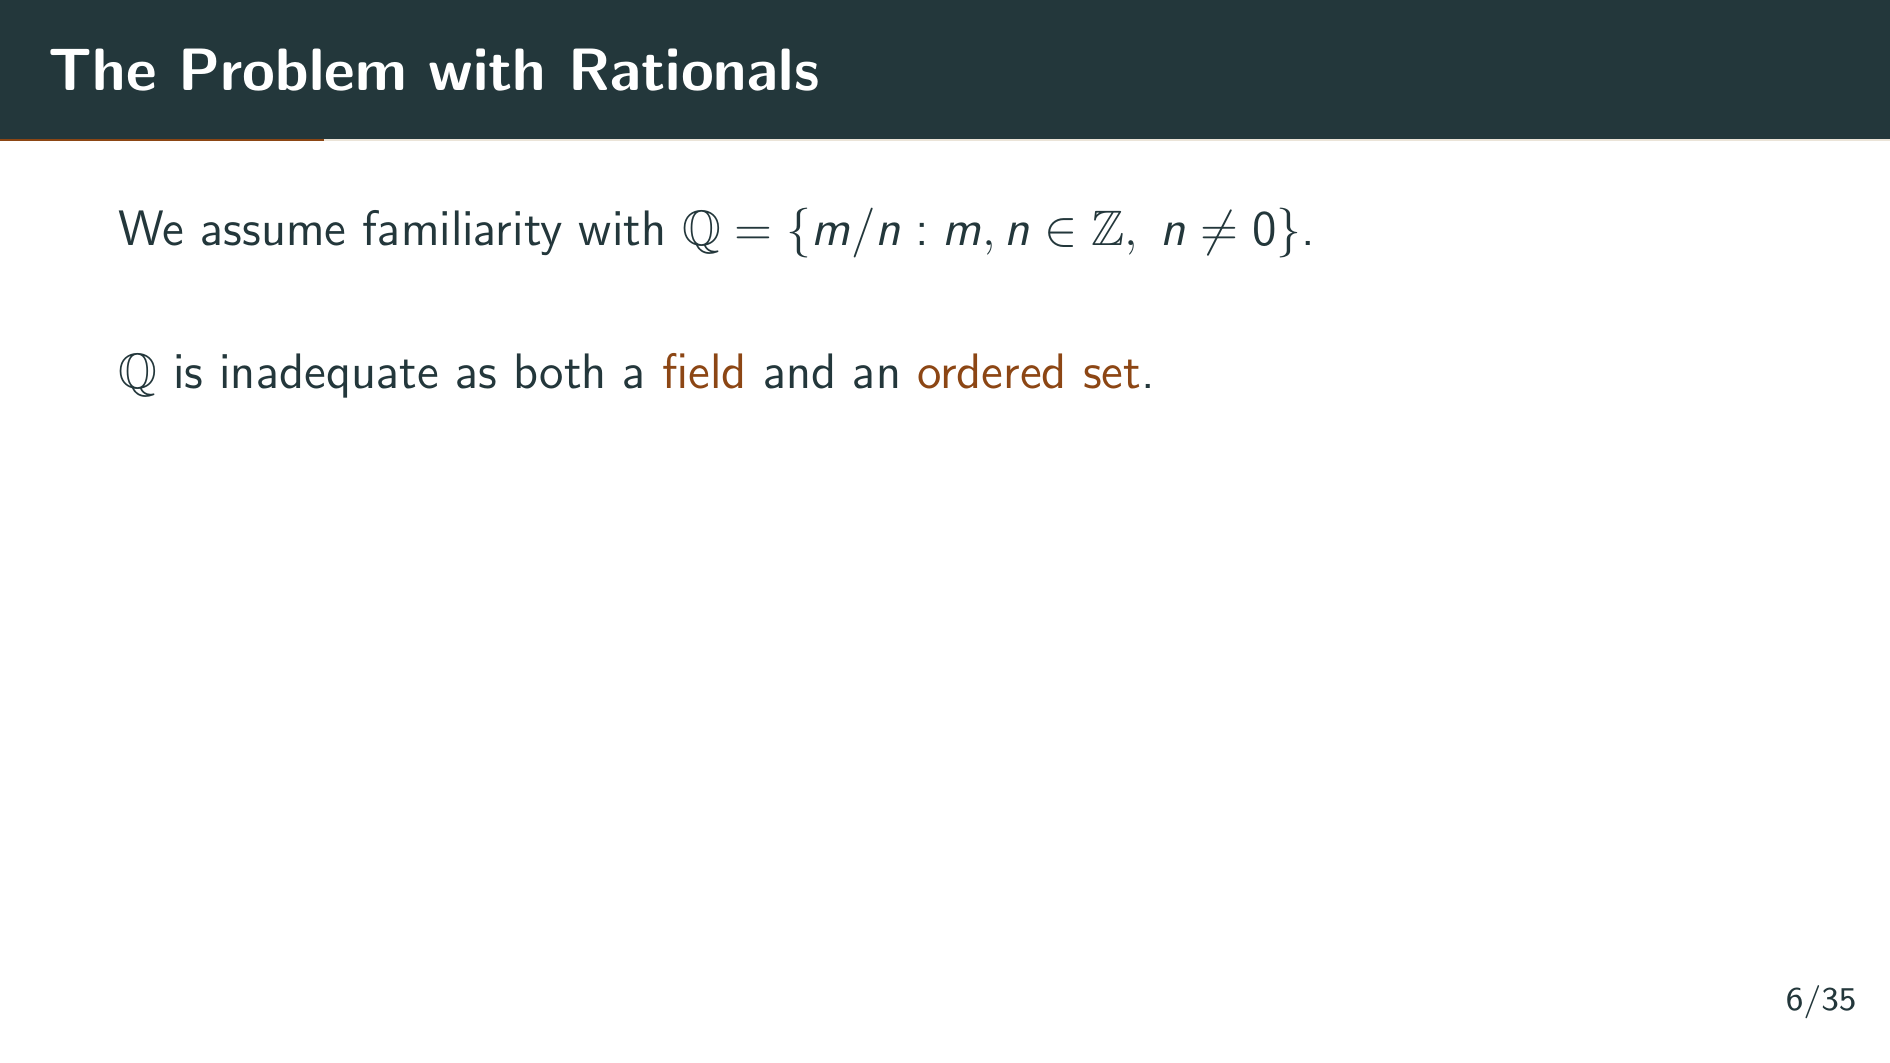 The Problem with Rationals
We assume familiarity with ℚ = {m/n : m, n ∈ ℤ, n ≠ 0}.
ℚ is inadequate as both a field and an ordered set.
6/35